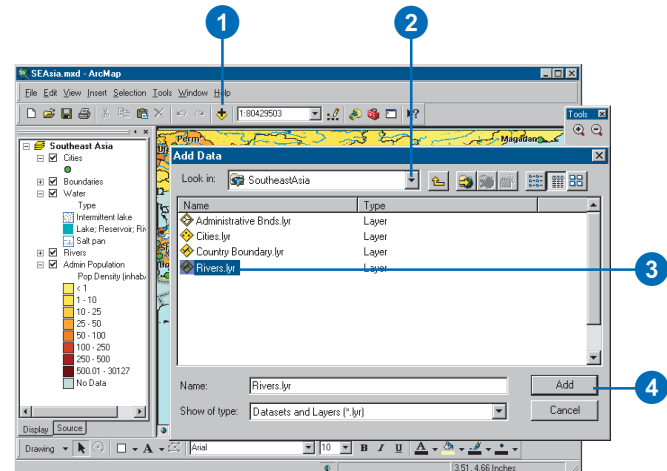 1
2
SEAsia.mxd - ArcMap
File Edit View Insert Selection Tools Window Help
1:80429503
Tools
Southeast Asia
Cities
Boundaries
Water
Type
Intermittent lake
Lake; Reservoir; Riv
Salt pan
Rivers
Admin Population
Pop Density (inhab
< 1
1 - 10
10 - 25
25 - 50
50 - 100
100 - 250
250 - 500
500.01 - 30127
No Data
Display Source
Perm
Magadan
Add Data
Look in: SoutheastAsia
Name Type
Administrative Bnds.lyr Layer
Cities.lyr Layer
Country Boundary.lyr Layer
Rivers.lyr Layer
3
Name: Rivers.lyr Add
4
Show of type: Datasets and Layers (*.lyr) Cancel
Drawing A Arial 10 B I U A
3.51, 4.66 Inches